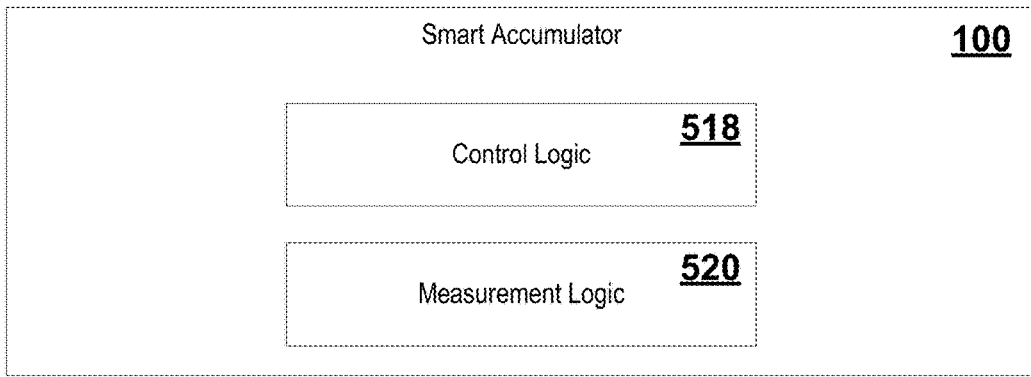 Smart Accumulator 100
518
Control Logic
520
Measurement Logic